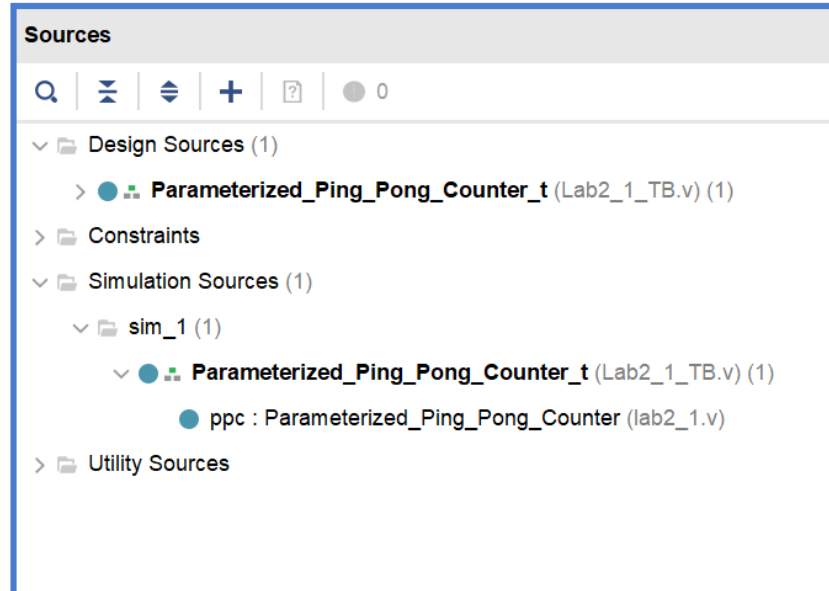 Sources
0
Design Sources (1)
Parameterized_Ping_Pong_Counter_t (Lab2_1_TB.v) (1)
Constraints
Simulation Sources (1)
sim_1 (1)
Parameterized_Ping_Pong_Counter_t (Lab2_1_TB.v) (1)
ppc : Parameterized_Ping_Pong_Counter (lab2_1.v)
Utility Sources